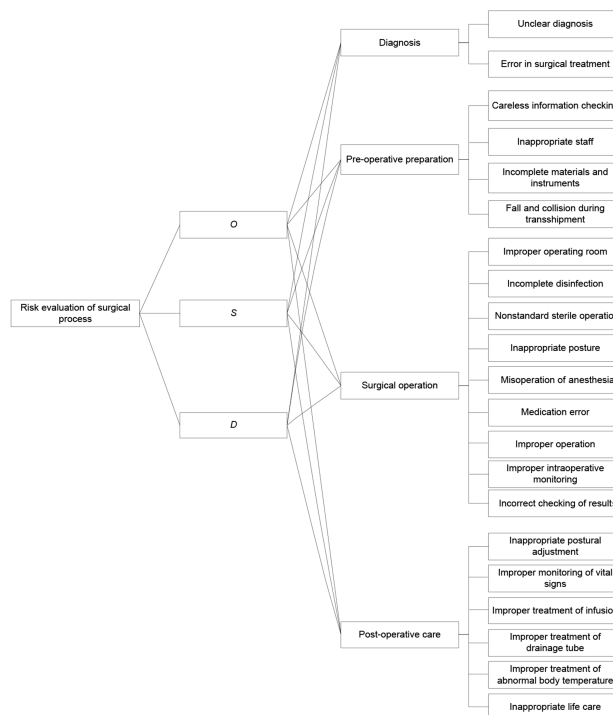 Unclear diagnosis
Diagnosis
Error in surgical treatment
Careless information checkin
Inappropriate staff
Pre-operative preparation
Incomplete materials and
instruments
Fall and collision during
transshipment
O
Improper operating room
Incomplete disinfection
Risk evaluation of surgical
process
S
Nonstandard sterile operatio
Inappropriate posture
Surgical operation
Misoperation of anesthesia
D
Medication error
Improper operation
Improper intraoperative
monitoring
Incorrect checking of results
Inappropriate postural
adjustment
Improper monitoring of vital
signs
Improper treatment of infusion
Post-operative care
Improper treatment of
drainage tube
Improper treatment of
abnormal body temperature
Inappropriate life care